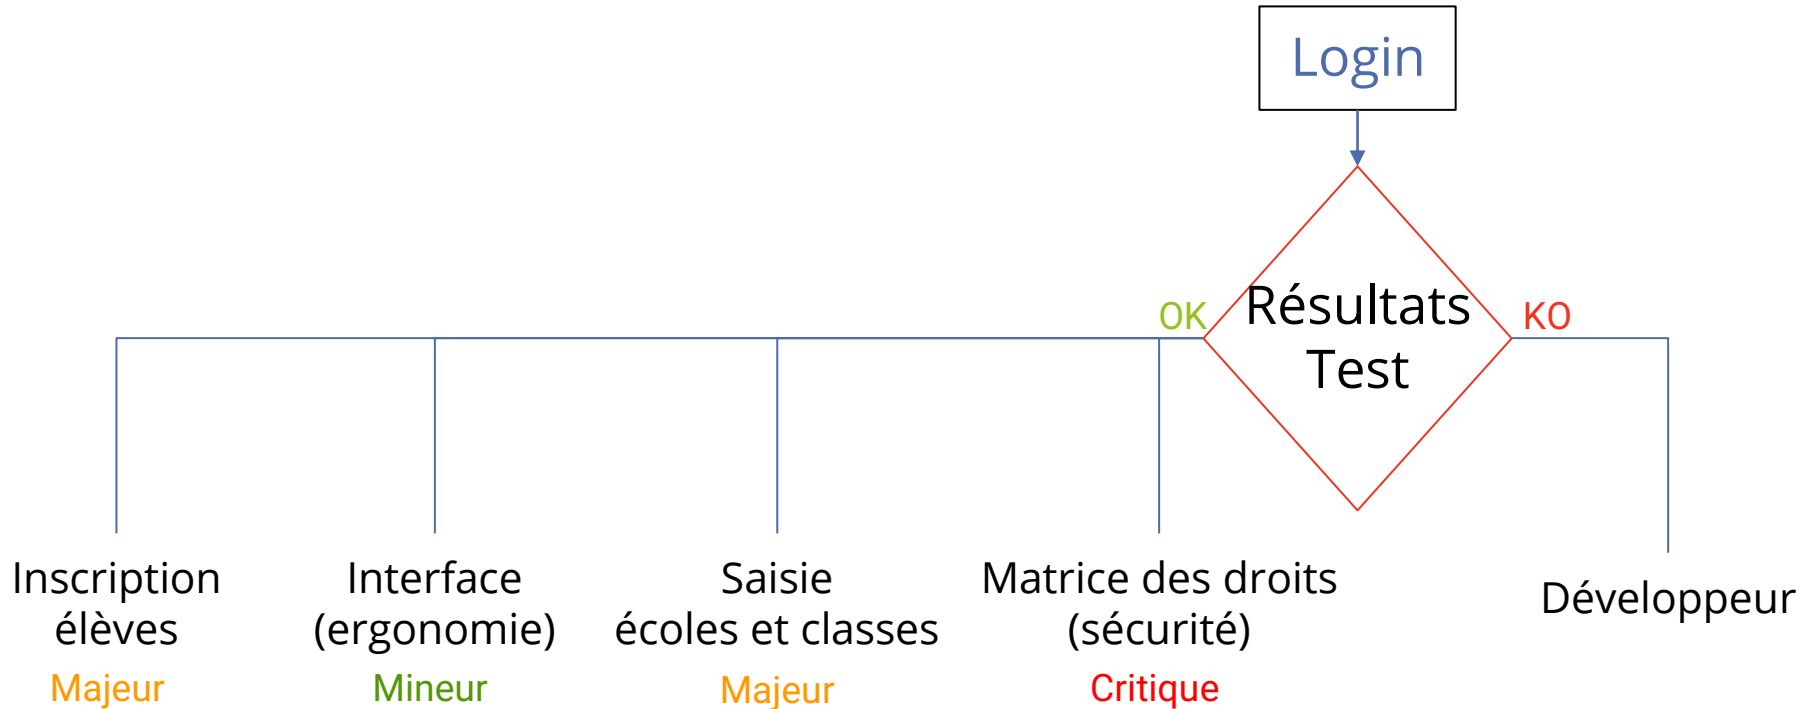 Login
OK
Résultats
Test
KO
Inscription
élèves
Majeur
Interface
(ergonomie)
Mineur
Saisie
écoles et classes
Majeur
Matrice des droits
(sécurité)
Critique
Développeur